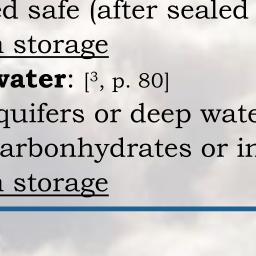 ed safe (after sealed
n storage
water: [³, p. 80]
quifers or deep wate
arbonhydrates or in
n storage